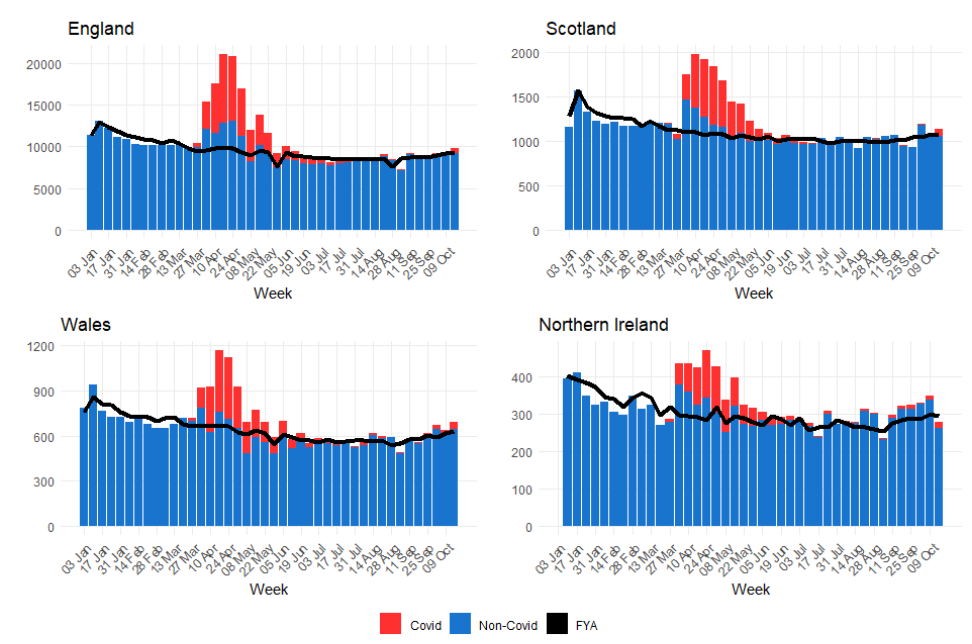 England
20000
15000
10000
5000
0
03 Jan
17 Jan
31 Jan
14 Feb
28 Feb
13 Mar
27 Mar
10 Apr
24 Apr
08 May
22 May
05 Jun
19 Jun
03 Jul
17 Jul
31 Jul
14 Aug
28 Aug
11 Sep
25 Sep
09 Oct
Week
Scotland
2000
1500
1000
500
0
03 Jan
17 Jan
31 Jan
14 Feb
28 Feb
13 Mar
27 Mar
10 Apr
24 Apr
08 May
22 May
05 Jun
19 Jun
03 Jul
17 Jul
31 Jul
14 Aug
28 Aug
11 Sep
25 Sep
09 Oct
Week
Wales
1200
900
600
300
0
03 Jan
17 Jan
31 Jan
14 Feb
28 Feb
13 Mar
27 Mar
10 Apr
24 Apr
08 May
22 May
05 Jun
19 Jun
03 Jul
17 Jul
31 Jul
14 Aug
28 Aug
11 Sep
25 Sep
09 Oct
Week
Northern Ireland
400
300
200
100
0
03 Jan
17 Jan
31 Jan
14 Feb
28 Feb
13 Mar
27 Mar
10 Apr
24 Apr
08 May
22 May
05 Jun
19 Jun
03 Jul
17 Jul
31 Jul
14 Aug
28 Aug
11 Sep
25 Sep
09 Oct
Week
Covid Non-Covid FYA